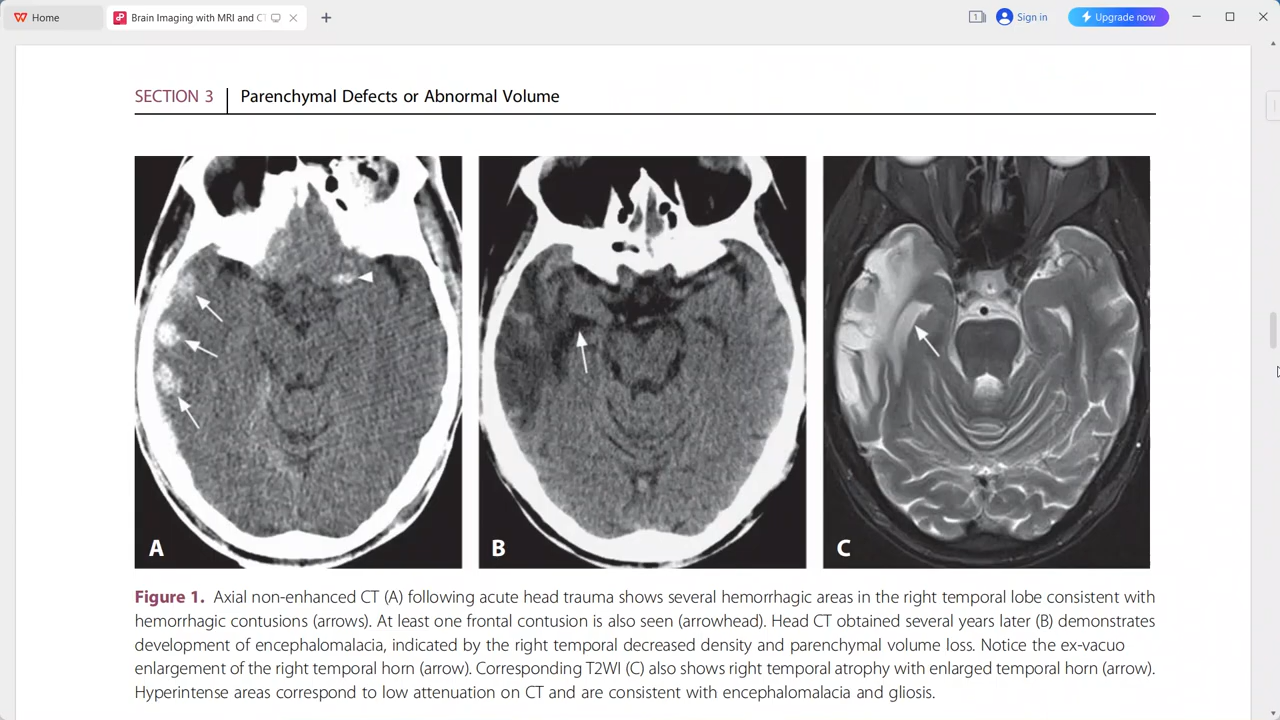 Home
Brain Imaging with MRI and C
1
Sign in
Upgrade now
SECTION 3 Parenchymal Defects or Abnormal Volume
A
B
C
Figure 1. Axial non-enhanced CT (A) following acute head trauma shows several hemorrhagic areas in the right temporal lobe consistent with
hemorrhagic contusions (arrows). At least one frontal contusion is also seen (arrowhead). Head CT obtained several years later (B) demonstrates
development of encephalomalacia, indicated by the right temporal decreased density and parenchymal volume loss. Notice the ex-vacuo
enlargement of the right temporal horn (arrow). Corresponding T2WI (C) also shows right temporal atrophy with enlarged temporal horn (arrow).
Hyperintense areas correspond to low attenuation on CT and are consistent with encephalomalacia and gliosis.